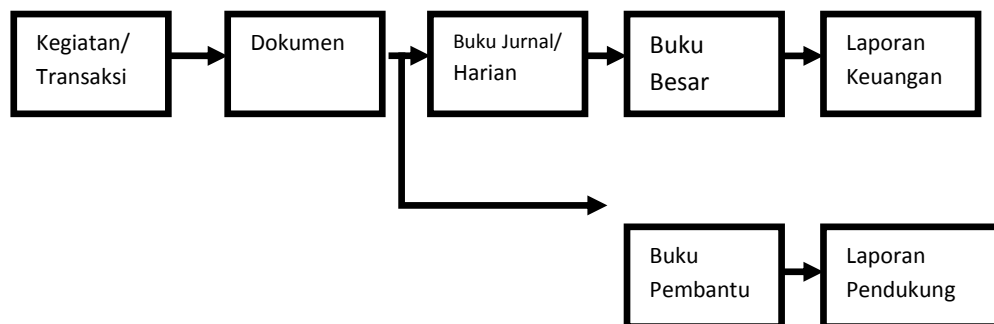 Kegiatan/
Transaksi
Dokumen
Buku Jurnal/
Harian
Buku
Besar
Laporan
Keuangan
Buku
Pembantu
Laporan
Pendukung